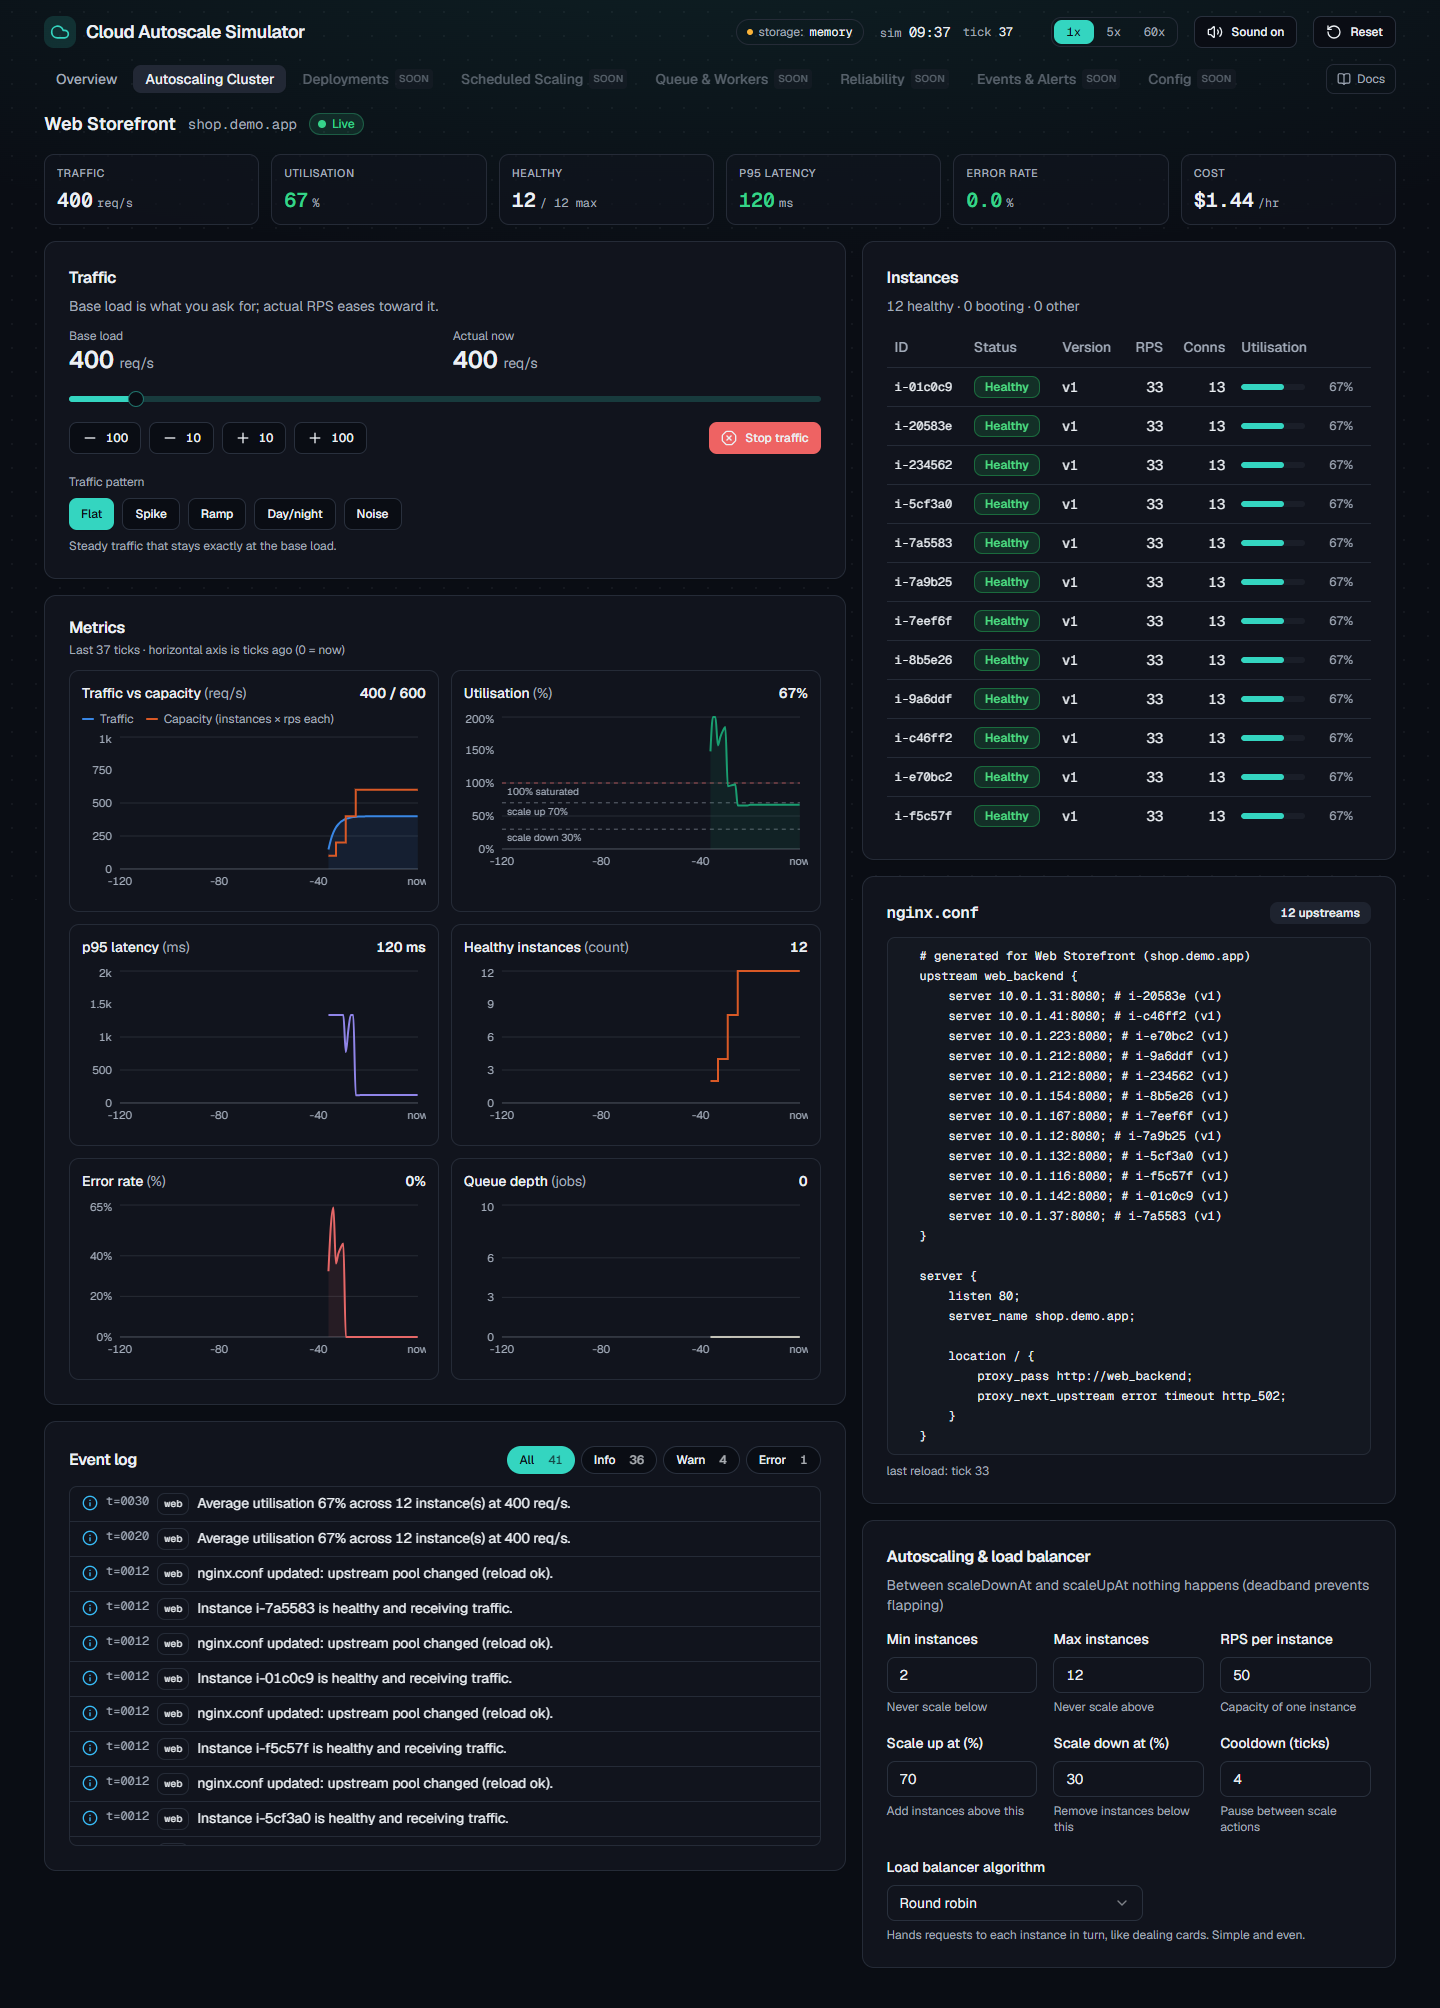 Cloud Autoscale Simulator
storage: memory
sim 09:37 tick 37
1x 5x 60x
Sound on
Reset
Overview Autoscaling Cluster Deployments SOON Scheduled Scaling SOON Queue & Workers SOON Reliability SOON Events & Alerts SOON Config SOON
Docs
Web Storefront shop.demo.app Live
TRAFFIC
400 req/s
UTILISATION
67 %
HEALTHY
12 / 12 max
P95 LATENCY
120 ms
ERROR RATE
0.0 %
COST
$1.44 /hr
Traffic
Base load is what you ask for; actual RPS eases toward it.
Base load
400 req/s
Actual now
400 req/s
− 100
− 10
+ 10
+ 100
Stop traffic
Traffic pattern
Flat Spike Ramp Day/night Noise
Steady traffic that stays exactly at the base load.
Metrics
Last 37 ticks · horizontal axis is ticks ago (0 = now)
Traffic vs capacity (req/s) 400 / 600
Traffic Capacity (instances × rps each)
1k
750
500
250
0
-120 -80 -40 now
Utilisation (%) 67%
200%
150%
100%
100% saturated
scale up 70%
50%
scale down 30%
0%
-120 -80 -40 now
p95 latency (ms) 120 ms
2k
1.5k
1k
500
0
-120 -80 -40 now
Healthy instances (count) 12
12
9
6
3
0
-120 -80 -40 now
Error rate (%) 0%
65%
40%
20%
0%
-120 -80 -40 now
Queue depth (jobs) 0
10
6
3
0
-120 -80 -40 now
Event log
All 41 Info 36 Warn 4 Error 1
t=0030 web Average utilisation 67% across 12 instance(s) at 400 req/s.
t=0020 web Average utilisation 67% across 12 instance(s) at 400 req/s.
t=0012 web nginx.conf updated: upstream pool changed (reload ok).
t=0012 web Instance i-7a5583 is healthy and receiving traffic.
t=0012 web nginx.conf updated: upstream pool changed (reload ok).
t=0012 web Instance i-01c0c9 is healthy and receiving traffic.
t=0012 web nginx.conf updated: upstream pool changed (reload ok).
t=0012 web Instance i-f5c57f is healthy and receiving traffic.
t=0012 web nginx.conf updated: upstream pool changed (reload ok).
t=0012 web Instance i-5cf3a0 is healthy and receiving traffic.
Instances
12 healthy · 0 booting · 0 other
ID Status Version RPS Conns Utilisation
i-01c0c9 Healthy v1 33 13 67%
i-20583e Healthy v1 33 13 67%
i-234562 Healthy v1 33 13 67%
i-5cf3a0 Healthy v1 33 13 67%
i-7a5583 Healthy v1 33 13 67%
i-7a9b25 Healthy v1 33 13 67%
i-7eef6f Healthy v1 33 13 67%
i-8b5e26 Healthy v1 33 13 67%
i-9a6ddf Healthy v1 33 13 67%
i-c46ff2 Healthy v1 33 13 67%
i-e70bc2 Healthy v1 33 13 67%
i-f5c57f Healthy v1 33 13 67%
nginx.conf 12 upstreams
# generated for Web Storefront (shop.demo.app)
upstream web_backend {
server 10.0.1.31:8080; # i-20583e (v1)
server 10.0.1.41:8080; # i-c46ff2 (v1)
server 10.0.1.223:8080; # i-e70bc2 (v1)
server 10.0.1.212:8080; # i-9a6ddf (v1)
server 10.0.1.212:8080; # i-234562 (v1)
server 10.0.1.154:8080; # i-8b5e26 (v1)
server 10.0.1.167:8080; # i-7eef6f (v1)
server 10.0.1.12:8080; # i-7a9b25 (v1)
server 10.0.1.132:8080; # i-5cf3a0 (v1)
server 10.0.1.116:8080; # i-f5c57f (v1)
server 10.0.1.142:8080; # i-01c0c9 (v1)
server 10.0.1.37:8080; # i-7a5583 (v1)
}
server {
listen 80;
server_name shop.demo.app;
location / {
proxy_pass http://web_backend;
proxy_next_upstream error timeout http_502;
}
}
last reload: tick 33
Autoscaling & load balancer
Between scaleDownAt and scaleUpAt nothing happens (deadband prevents
flapping)
Min instances
2
Never scale below
Max instances
12
Never scale above
RPS per instance
50
Capacity of one instance
Scale up at (%)
70
Add instances above this
Scale down at (%)
30
Remove instances below
this
Cooldown (ticks)
4
Pause between scale
actions
Load balancer algorithm
Round robin
Hands requests to each instance in turn, like dealing cards. Simple and even.